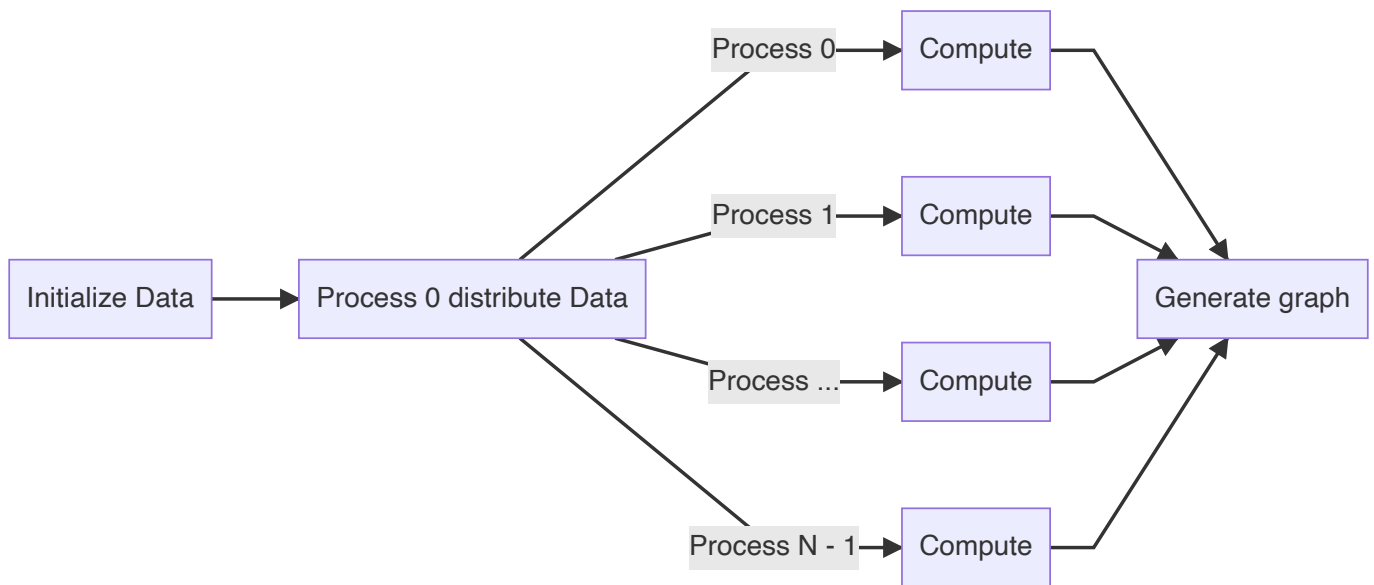 Initialize Data
Process 0 distribute Data
Process 0
Compute
Process 1
Compute
Process ...
Compute
Process N - 1
Compute
Generate graph